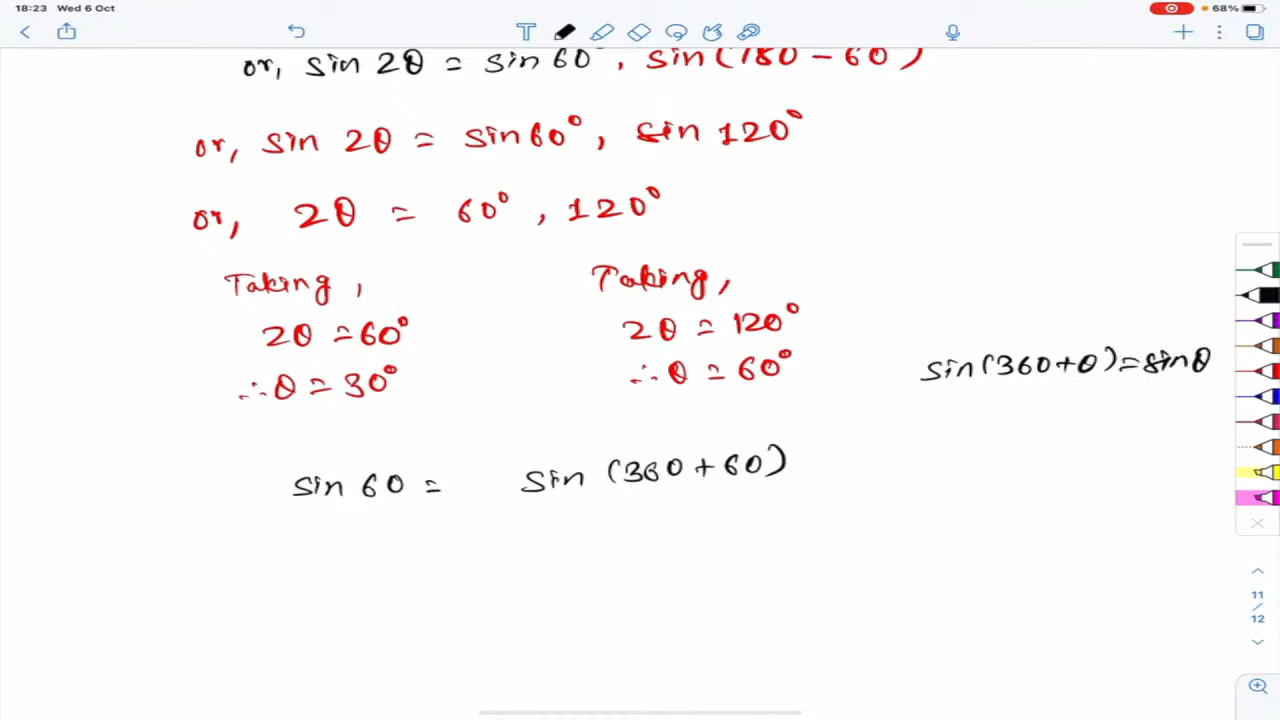 18:23 Wed 6 Oct
68%
or, sin 2θ = sin 60°, sin(180 - 60)
or, sin 2θ = sin 60°, sin 120°
or, 2θ = 60°, 120°
Taking,
2θ = 60°
∴ θ = 30°
Taking,
2θ = 120°
∴ θ = 60°
sin(360+θ)=sinθ
sin 60 = sin (360 + 60)
11
/
12